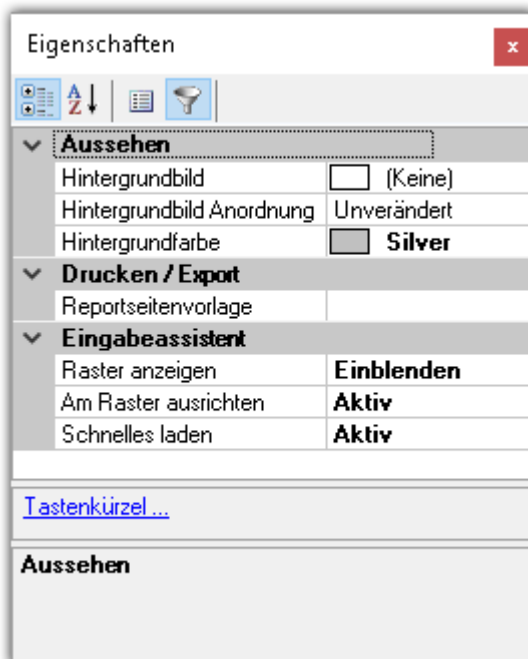 Eigenschaften
x
A
Z
Aussehen
Hintergrundbild (Keine)
Hintergrundbild Anordnung Unverändert
Hintergrundfarbe Silver
Drucken / Export
Reportseitenvorlage
Eingabeassistent
Raster anzeigen Einblenden
Am Raster ausrichten Aktiv
Schnelles laden Aktiv
Tastenkürzel ...
Aussehen